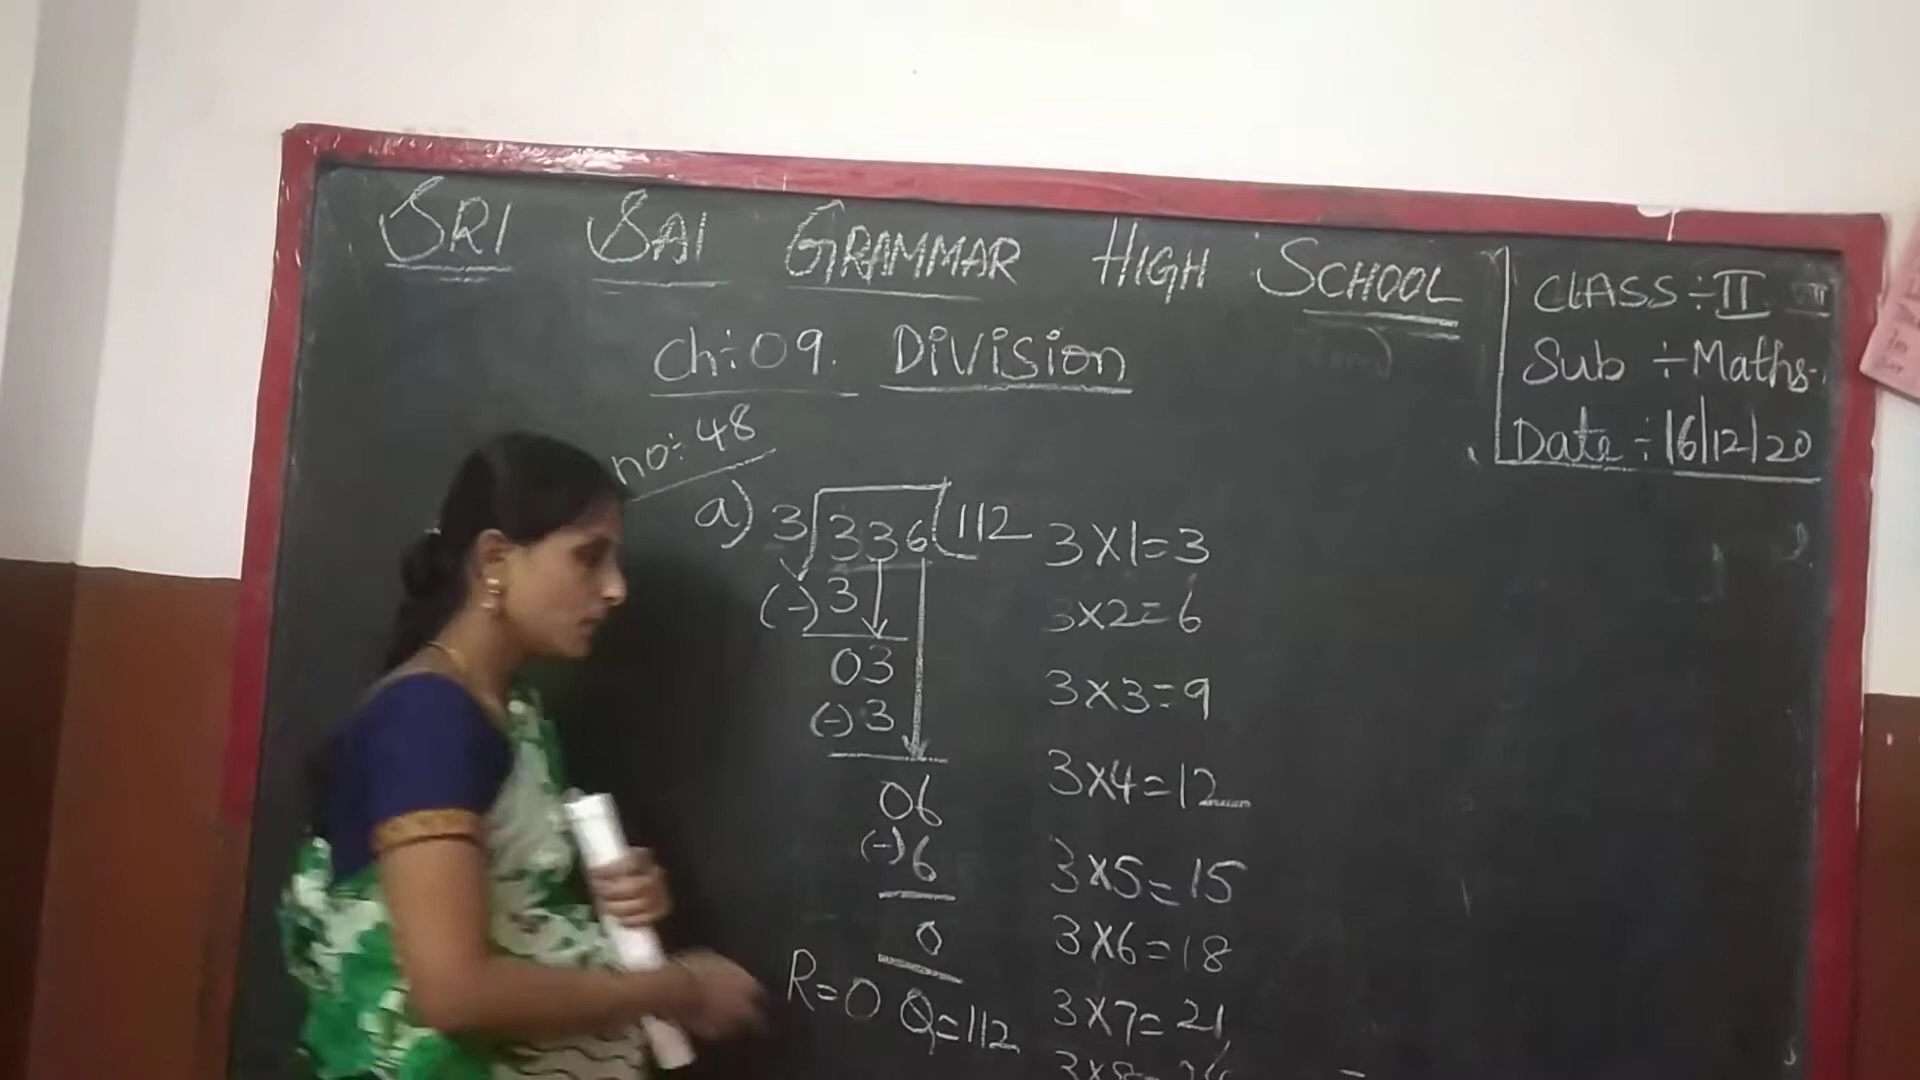 SRI SAI GRAMMAR HIGH SCHOOL
CLASS ÷ II
Sub ÷ Maths
Date ÷ 16/12/20
Ch÷09. Division
no÷ 48
a) 3 336 112
(-) 3
03
(-) 3
06
(-) 6
0
R=0 Q=112
3X1=3
3X2=6
3X3=9
3X4=12
3X5=15
3X6=18
3X7=21
3X8=24